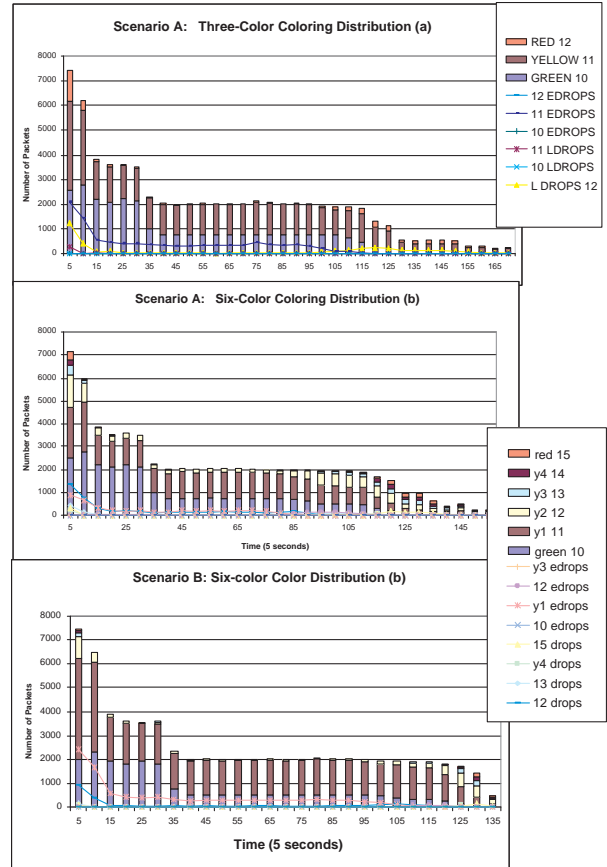 Scenario A: Three-Color Coloring Distribution (a)
RED 12
YELLOW 11
GREEN 10
12 EDROPS
11 EDROPS
10 EDROPS
11 LDROPS
10 LDROPS
L DROPS 12
Number of Packets
8000
7000
6000
5000
4000
3000
2000
1000
0
5 15 25 35 45 55 65 75 85 95 105 115 125 135 145 155 165
Scenario A: Six-Color Coloring Distribution (b)
Number of Packets
8000
7000
6000
5000
4000
3000
2000
1000
0
5 15 25 35 45 55 65 75 85 95 105 115 125 135 145
Time (5 seconds)
red 15
y4 14
y3 13
y2 12
y1 11
green 10
y3 edrops
12 edrops
y1 edrops
10 edrops
15 drops
y4 drops
13 drops
12 drops
Scenario B: Six-color Color Distribution (b)
Number of Packets
8000
7000
6000
5000
4000
3000
2000
1000
0
5 15 25 35 45 55 65 75 85 95 105 115 125 135
Time (5 seconds)